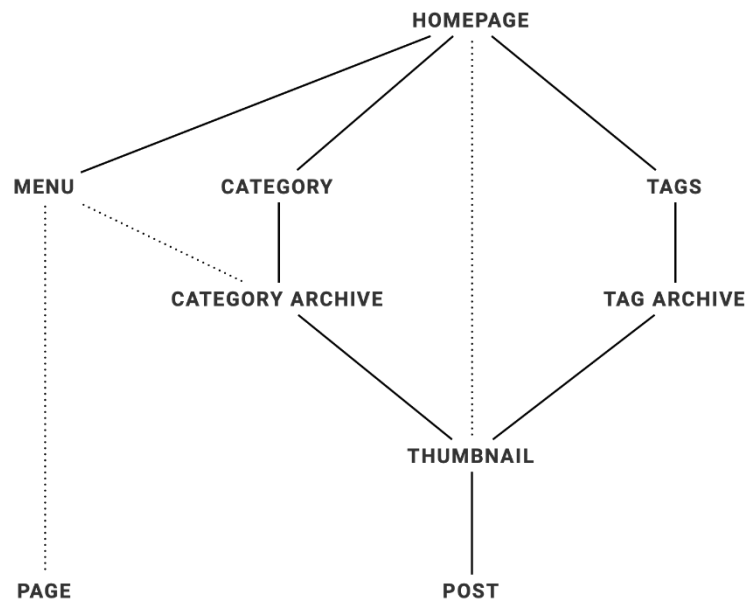 HOMEPAGE
MENU
CATEGORY
TAGS
CATEGORY ARCHIVE
TAG ARCHIVE
THUMBNAIL
PAGE
POST